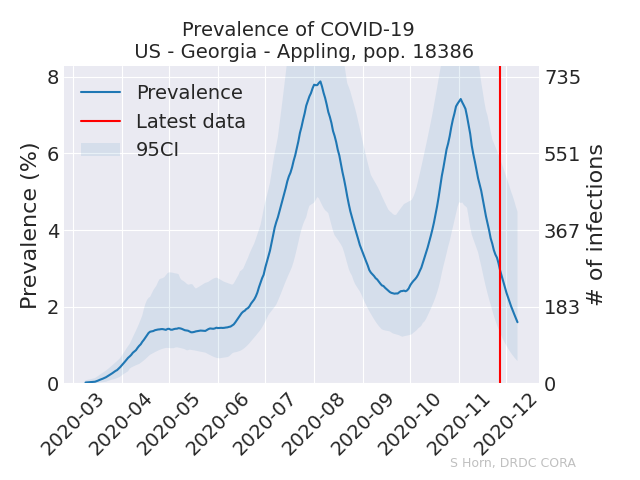 Prevalence of COVID-19
US - Georgia - Appling, pop. 18386
Prevalence
Latest data
95CI
Prevalence (%)
8
6
4
2
0
# of infections
735
551
367
183
0
2020-03
2020-04
2020-05
2020-06
2020-07
2020-08
2020-09
2020-10
2020-11
2020-12
S Horn, DRDC CORA